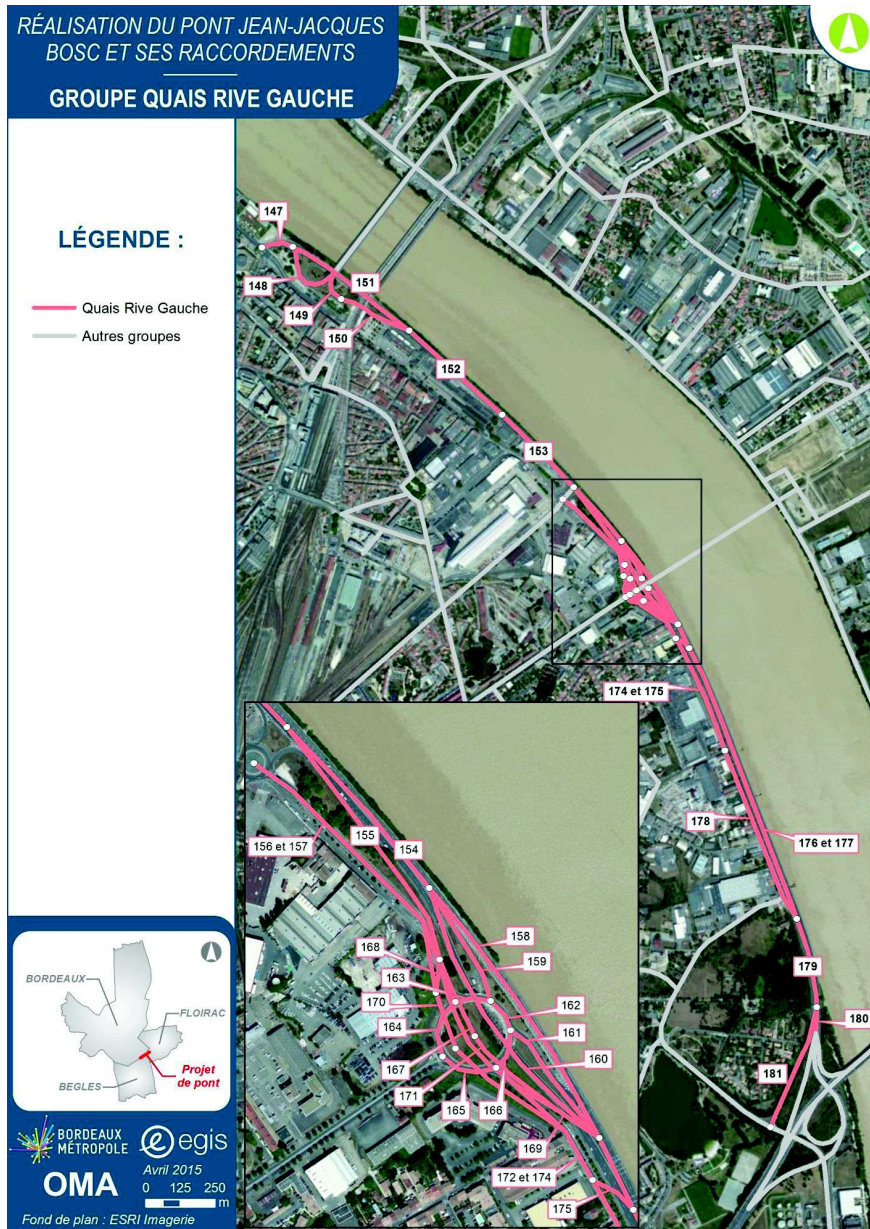 RÉALISATION DU PONT JEAN-JACQUES
BOSC ET SES RACCORDEMENTS
GROUPE QUAIS RIVE GAUCHE
LÉGENDE :
Quais Rive Gauche
Autres groupes
147
148
149
150
151
152
153
174 et 175
178
176 et 177
179
180
181
156 et 157
155
154
158
159
168
163
170
164
162
161
160
167
171
165
166
169
172 et 174
175
BORDEAUX
FLOIRAC
BEGLES
Projet
de pont
BORDEAUX
MÉTROPOLE
egis
OMA
Avril 2015
0 125 250
m
Fond de plan : ESRI Imagerie